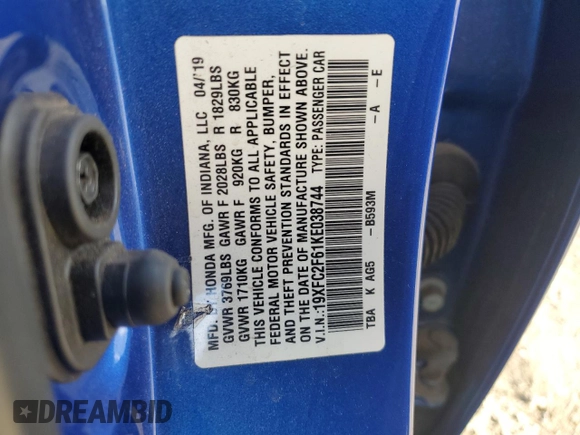 MFD. BY HONDA MFG. OF INDIANA, LLC 04/'19
GVWR 3769LBS GAWR F 2028LBS R 1829LBS
GVWR 1710KG GAWR F 920KG R 830KG
THIS VEHICLE CONFORMS TO ALL APPLICABLE
FEDERAL MOTOR VEHICLE SAFETY, BUMPER,
AND THEFT PREVENTION STANDARDS IN EFFECT
ON THE DATE OF MANUFACTURE SHOWN ABOVE.
V.I.N.:19XFC2F61KE038744 TYPE: PASSENGER CAR
TBA K AG5 -B593M -A -E
DREAMBID